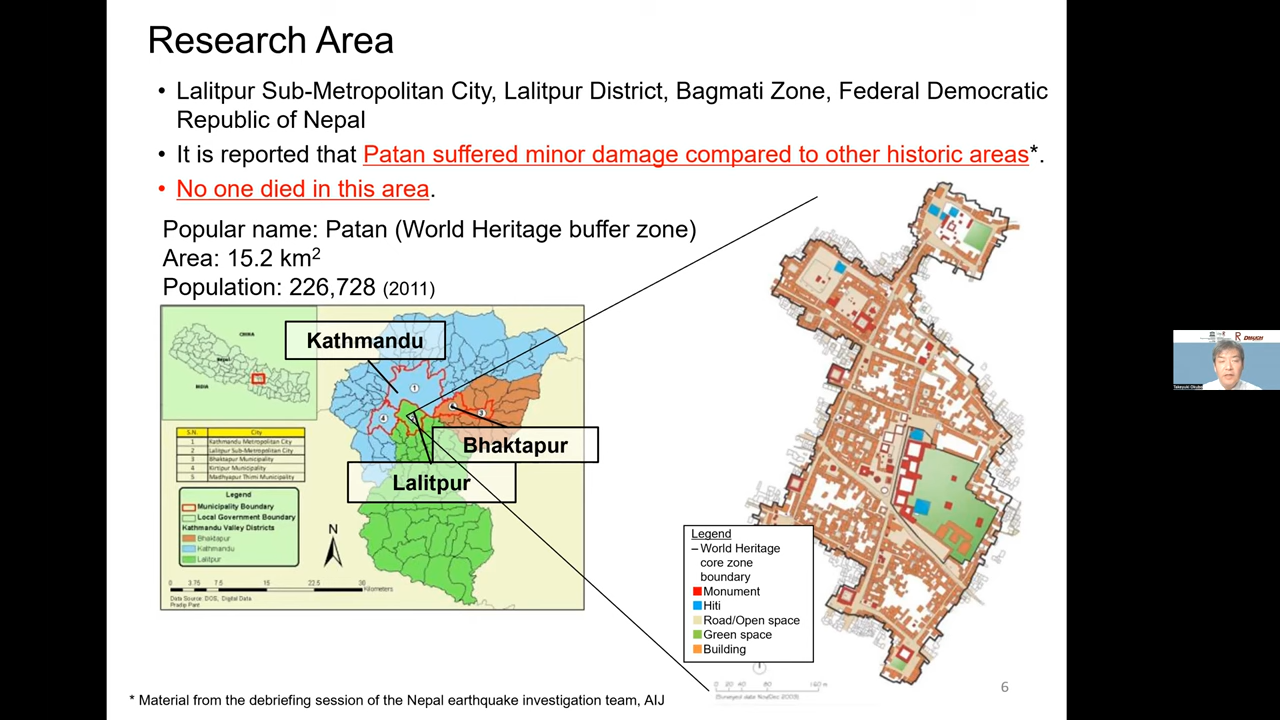 Research Area
• Lalitpur Sub-Metropolitan City, Lalitpur District, Bagmati Zone, Federal Democratic
Republic of Nepal
• It is reported that Patan suffered minor damage compared to other historic areas*.
• No one died in this area.
Popular name: Patan (World Heritage buffer zone)
Area: 15.2 km²
Population: 226,728 (2011)
CHINA
Nepal
INDIA
Kathmandu
Bhaktapur
Lalitpur
1
3
4
S.N. City
1 Kathmandu Metropolitan City
2 Lalitpur Sub-Metropolitan City
3 Bhaktapur Municipality
4 Kirtipur Municipality
5 Madhyapur Thimi Municipality
Legend
Municipality Boundary
Local Government Boundary
Kathmandu Valley Districts
Bhaktapur
Kathmandu
Lalitpur
N
0 3.75 7.5 15 22.5 30
Kilometers
Data Source: DOS, Digital Data
Pradip Pant
Legend
World Heritage
core zone
boundary
Monument
Hiti
Road/Open space
Green space
Building
0 20 40 80 160 m
6
* Material from the debriefing session of the Nepal earthquake investigation team, AIJ
R DMUCH